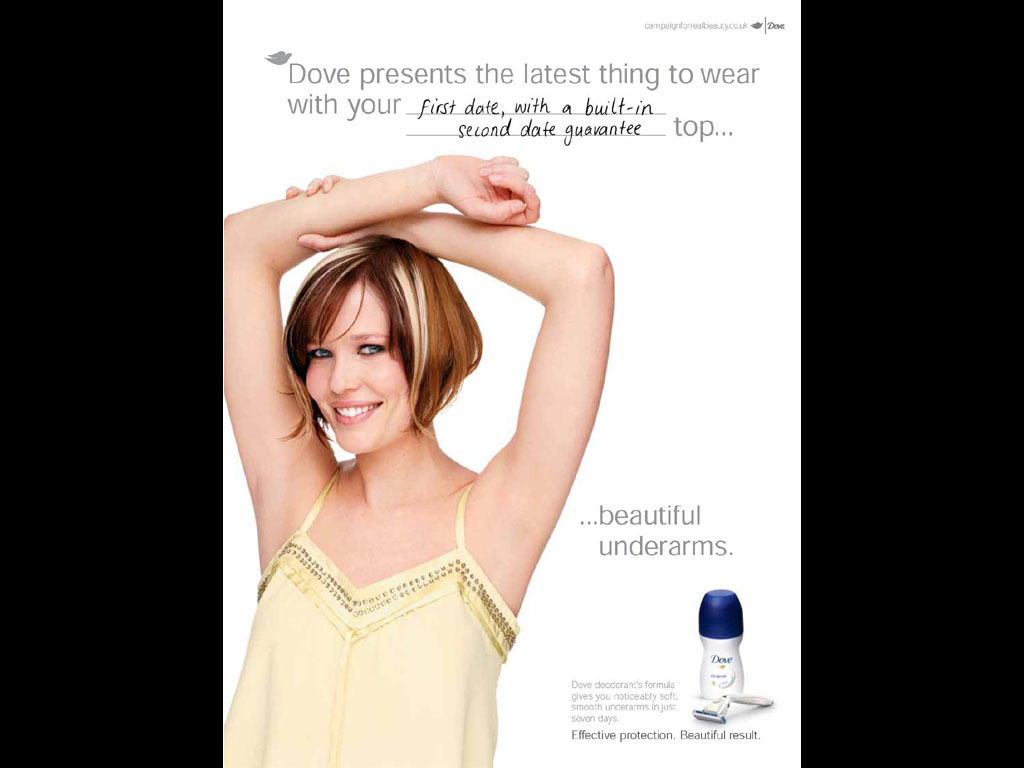 campaignforrealbeauty.co.uk Dove
Dove presents the latest thing to wear
with your first date, with a built-in
second date guarantee top...
...beautiful
underarms.
Dove
Original
Dove deodorant's formula
gives you noticeably soft,
smooth underarms in just
seven days.
Effective protection. Beautiful result.